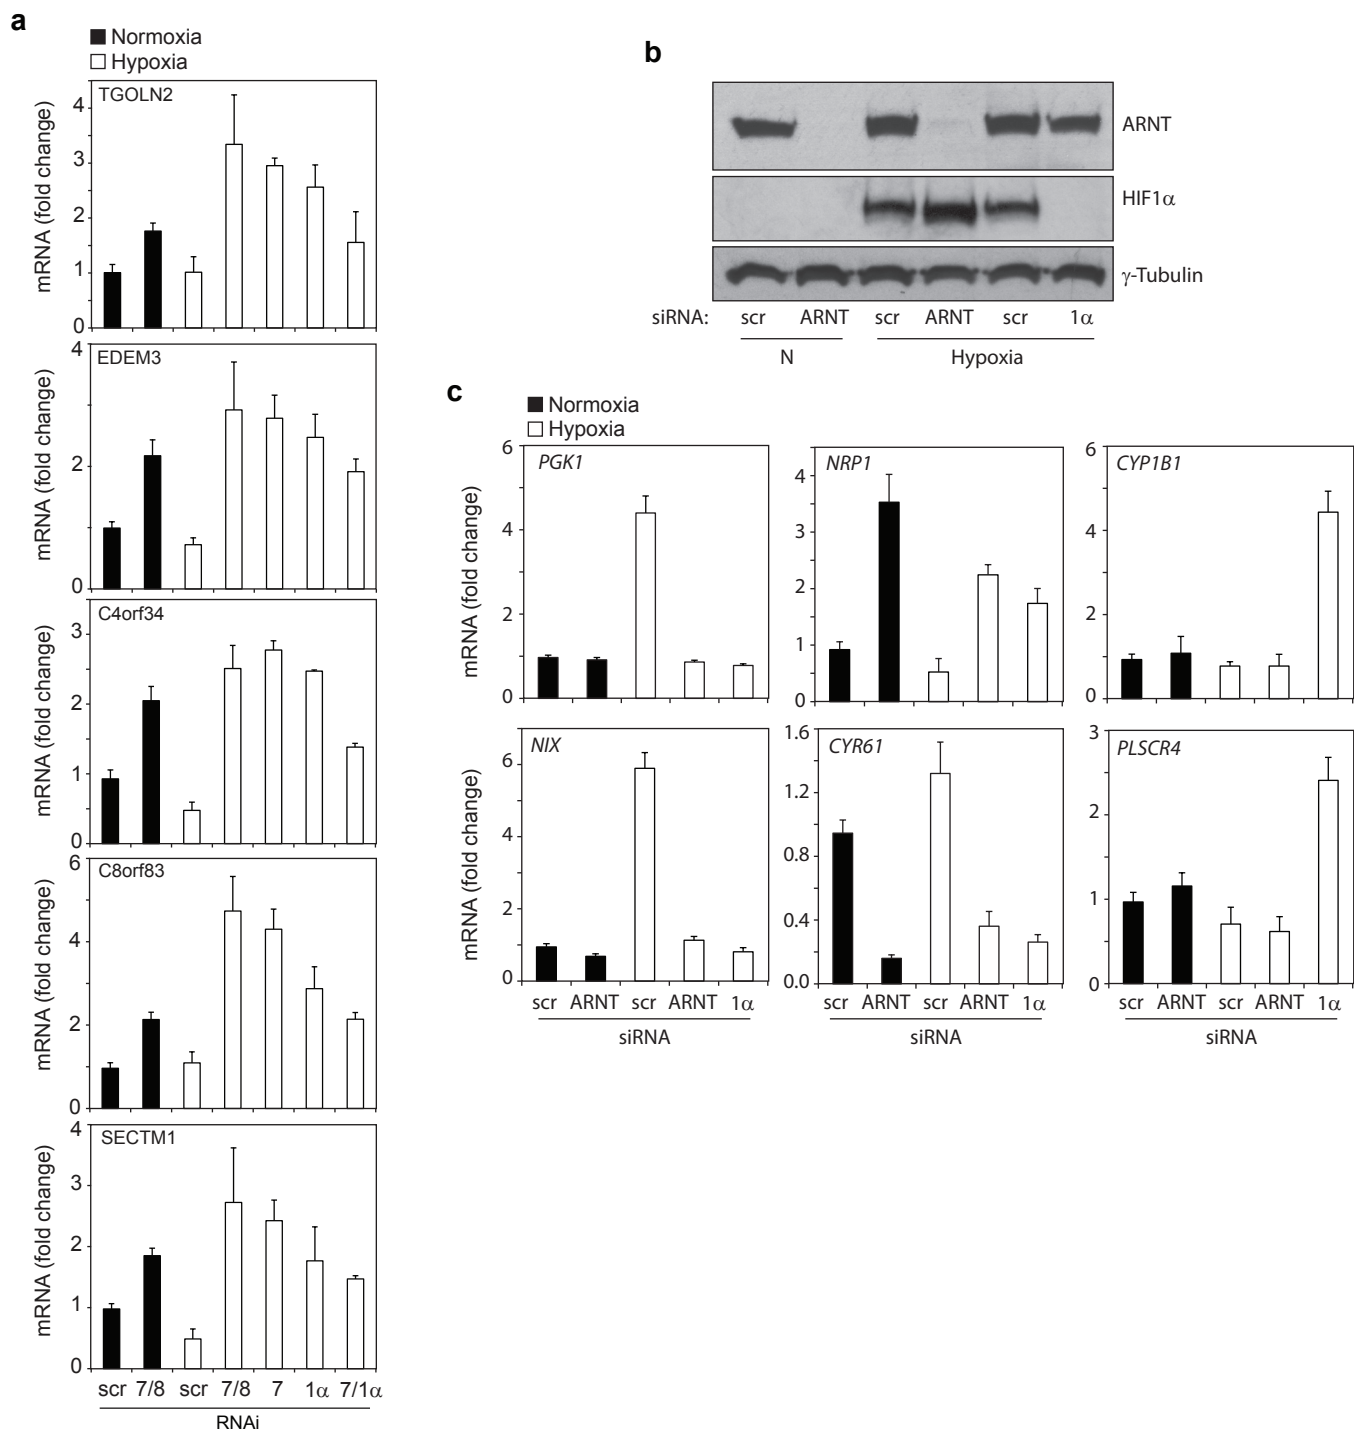 a
Normoxia
Hypoxia
TGOLN2
mRNA (fold change)
4
3
2
1
0
EDEM3
mRNA (fold change)
4
2
0
C4orf34
mRNA (fold change)
3
2
1
0
C8orf83
mRNA (fold change)
6
4
2
0
SECTM1
mRNA (fold change)
4
3
2
1
0
scr 7/8 scr 7/8 7 1α 7/1α
RNAi
b
ARNT
HIF1α
γ-Tubulin
siRNA: scr ARNT scr ARNT scr 1α
N Hypoxia
c
Normoxia
Hypoxia
PGK1
mRNA (fold change)
6
4
2
0
NRP1
4
3
2
1
0
CYP1B1
6
4
2
0
NIX
mRNA (fold change)
6
4
2
0
scr ARNT scr ARNT 1α
siRNA
CYR61
1.6
1.2
0.8
0.4
0.0
scr ARNT scr ARNT 1α
siRNA
PLSCR4
3
2
1
0
scr ARNT scr ARNT 1α
siRNA